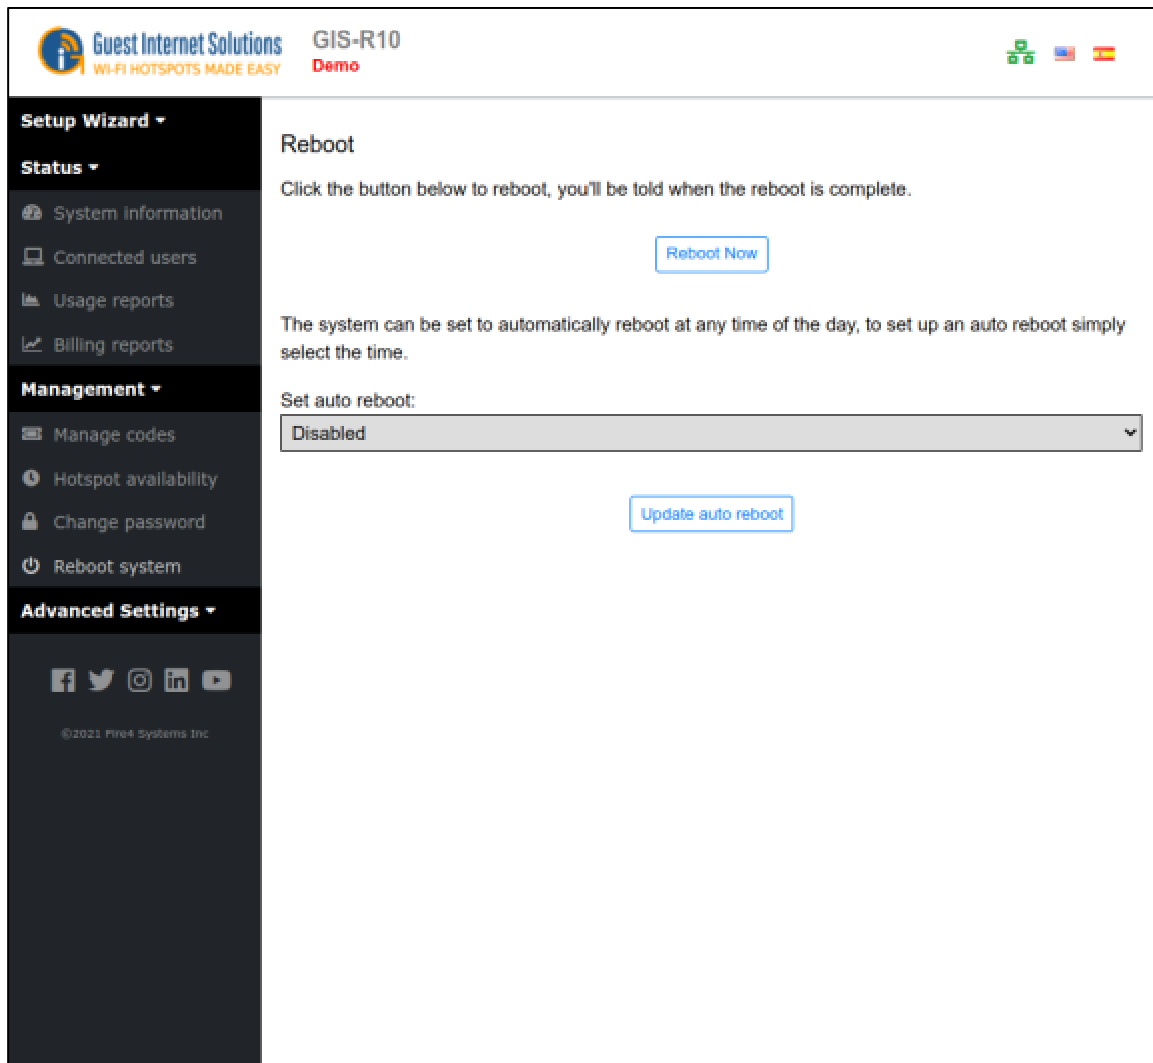 Guest Internet Solutions
WI-FI HOTSPOTS MADE EASY
GIS-R10
Demo
Setup Wizard
Status
System information
Connected users
Usage reports
Billing reports
Management
Manage codes
Hotspot availability
Change password
Reboot system
Advanced Settings
©2021 Fire4 Systems Inc
Reboot
Click the button below to reboot, you'll be told when the reboot is complete.
Reboot Now
The system can be set to automatically reboot at any time of the day, to set up an auto reboot simply
select the time.
Set auto reboot:
Disabled
Update auto reboot